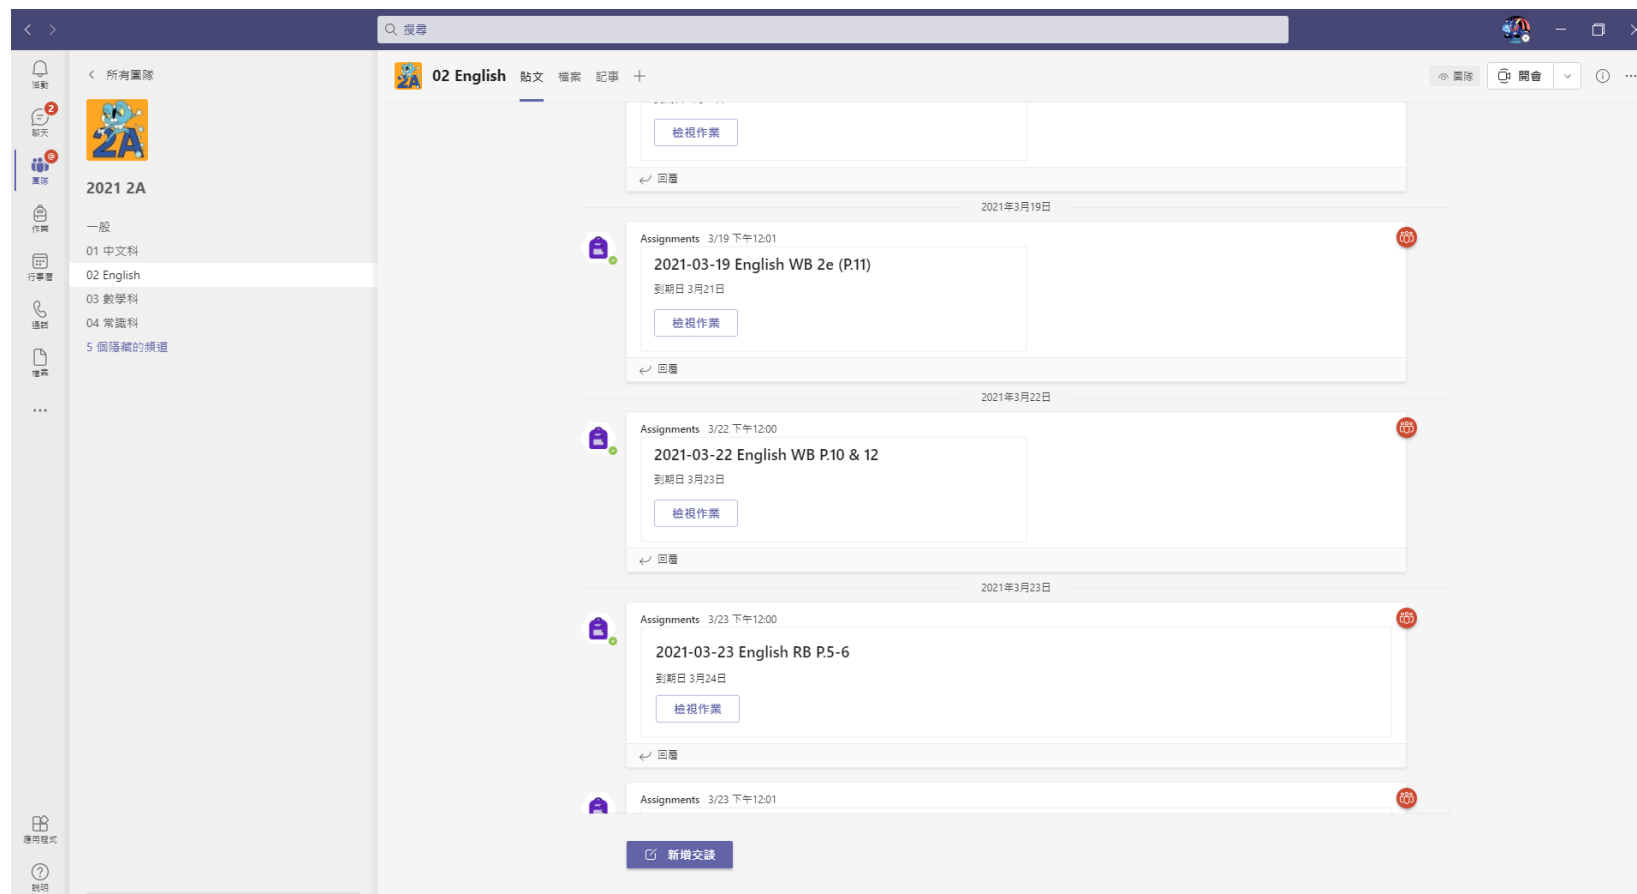 搜尋
活動
2
聊天
@
團隊
作業
行事曆
通話
檔案
應用程式
說明
所有團隊
2A
2021 2A
一般
01 中文科
02 English
03 數學科
04 常識科
5 個隱藏的頻道
2A
02 English 貼文 檔案 記事
團隊 開會
檢視作業
回覆
2021年3月19日
Assignments 3/19 下午12:01
2021-03-19 English WB 2e (P.11)
到期日 3月21日
檢視作業
回覆
2021年3月22日
Assignments 3/22 下午12:00
2021-03-22 English WB P.10 & 12
到期日 3月23日
檢視作業
回覆
2021年3月23日
Assignments 3/23 下午12:00
2021-03-23 English RB P.5-6
到期日 3月24日
檢視作業
回覆
Assignments 3/23 下午12:01
新增交談